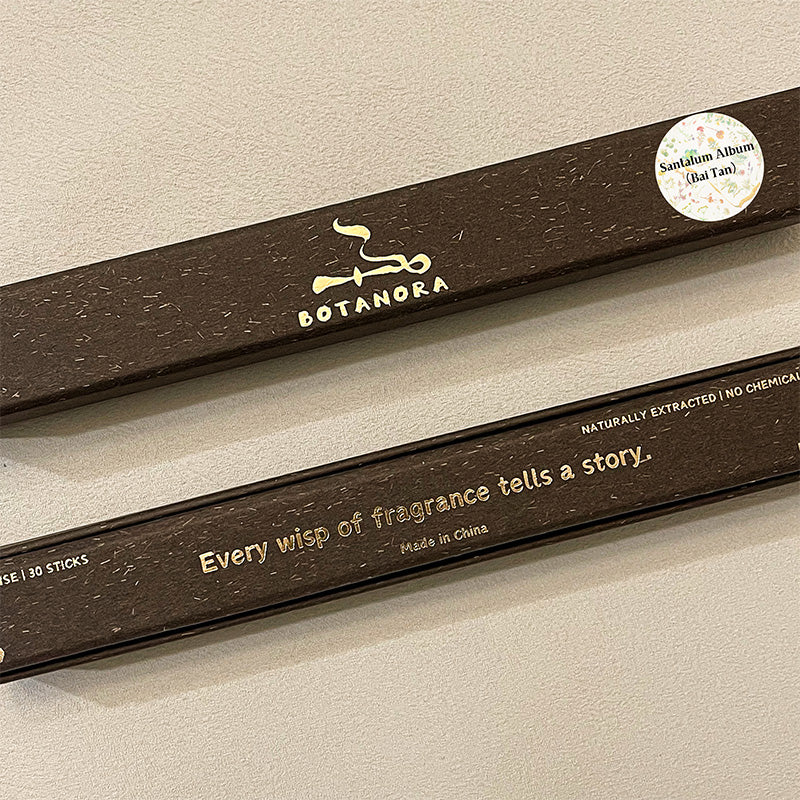 Santalum Album
(Bai Tan)
BOTANORA
NATURALLY EXTRACTED | NO CHEMICAL
Every wisp of fragrance tells a story.
Made in China
| 30 STICKS